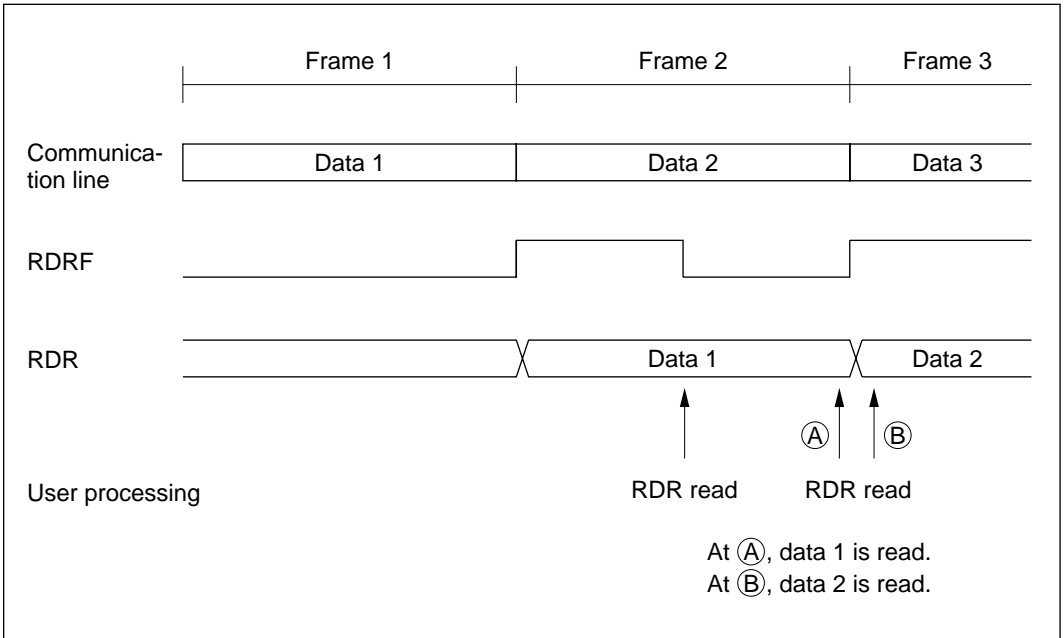 Frame 1 Frame 2 Frame 3
Communica-
tion line
Data 1 Data 2 Data 3
RDRF
RDR
Data 1 Data 2
A B
User processing
RDR read RDR read
At A, data 1 is read.
At B, data 2 is read.